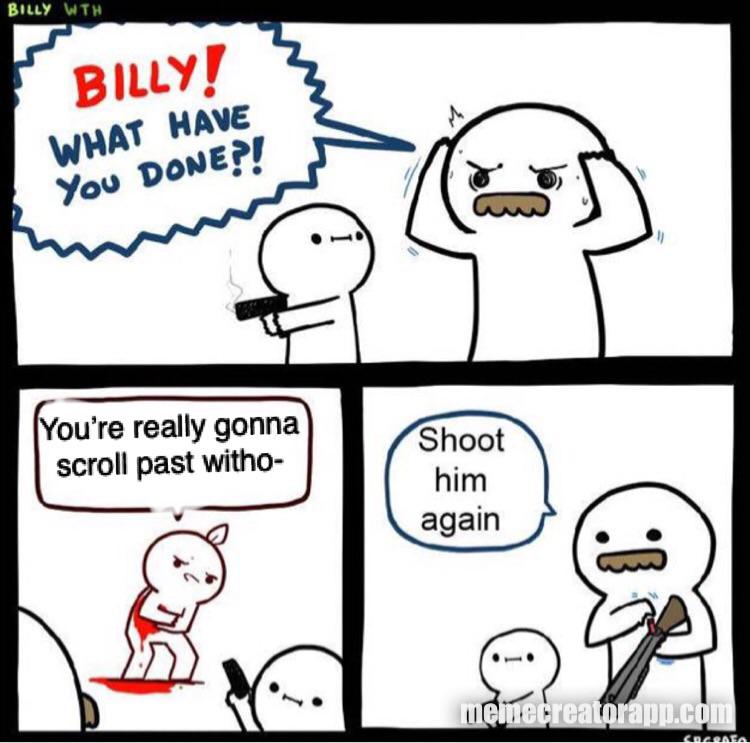 BILLY WTH
BILLY!
WHAT HAVE
YOU DONE?!
You're really gonna
scroll past witho-
Shoot
him
again
memecreatorapp.com